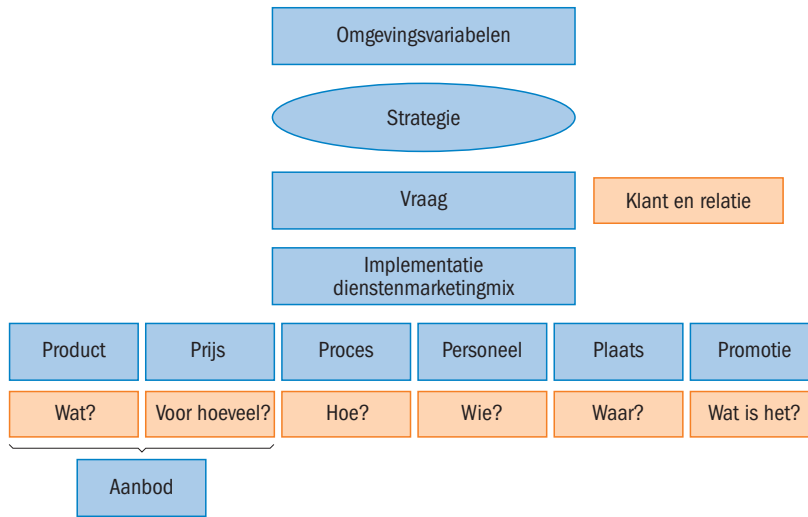 Omgevingsvariabelen
Strategie
Vraag
Klant en relatie
Implementatie
dienstenmarketingmix
Product
Prijs
Proces
Personeel
Plaats
Promotie
Wat?
Voor hoeveel?
Hoe?
Wie?
Waar?
Wat is het?
Aanbod